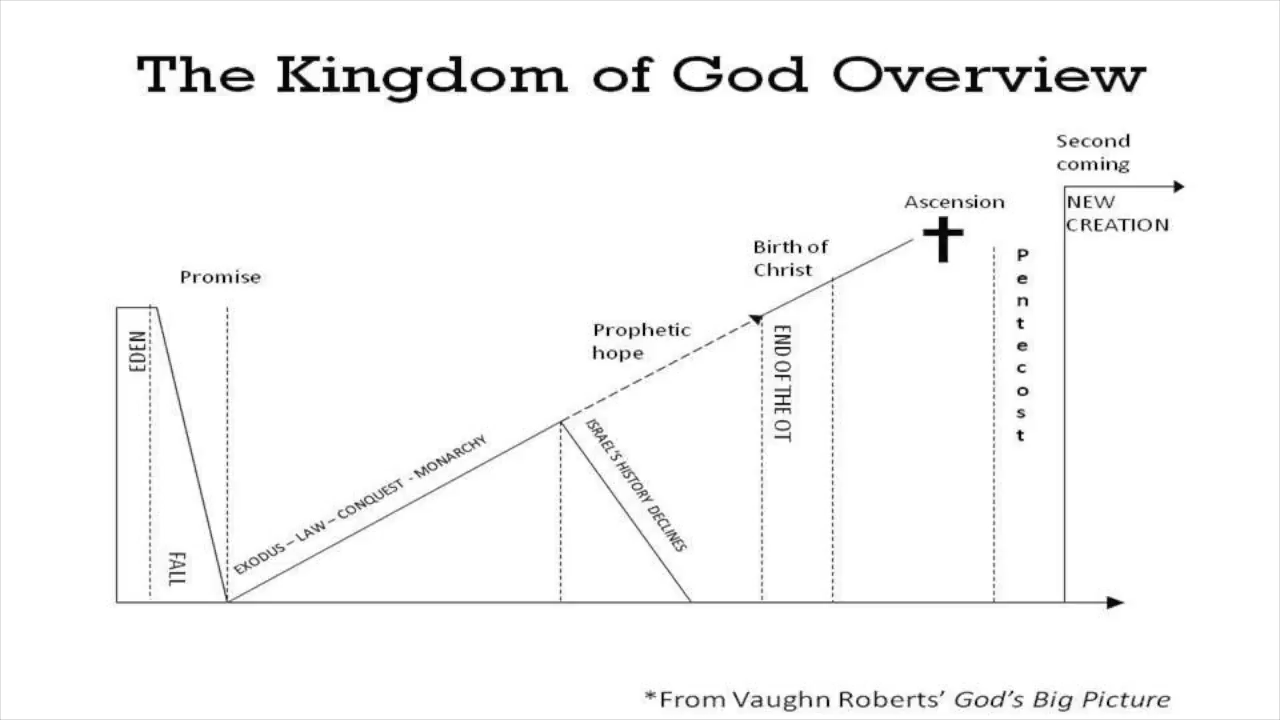 The Kingdom of God Overview
Second
coming
NEW
CREATION
Ascension
Birth of
Christ
Promise
Prophetic
hope
EDEN
FALL
EXODUS – LAW – CONQUEST - MONARCHY
ISRAEL'S HISTORY DECLINES
END OF THE OT
Pentecost
*From Vaughn Roberts’ God’s Big Picture